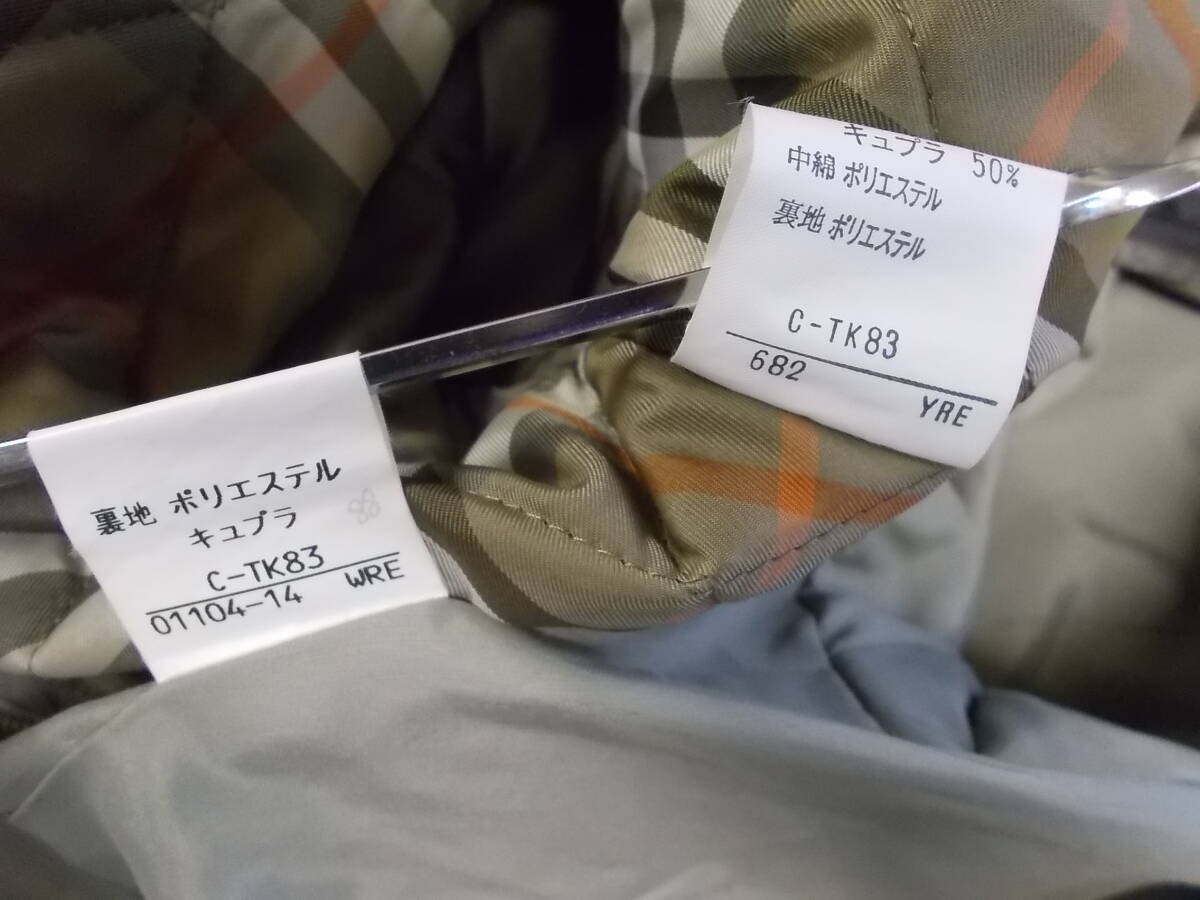 裏地 ポリエステル
キュプラ
C-TK83
01104-14 WRE
キュプラ 50%
中綿 ポリエステル
裏地 ポリエステル
C-TK83
682 YRE